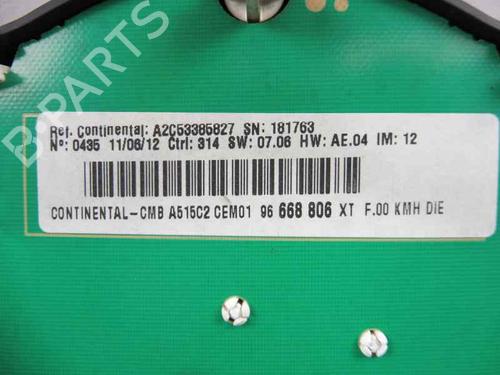 Ref. Continental: A2C53385827 SN: 181763
Nº: 0435 11/06/12 Ctrl: 314 SW: 07.06 HW: AE.04 IM: 12
CONTINENTAL-CMB A515C2 CEM01 96 668 806 XT F.00 KMH DIE
B-PARTS